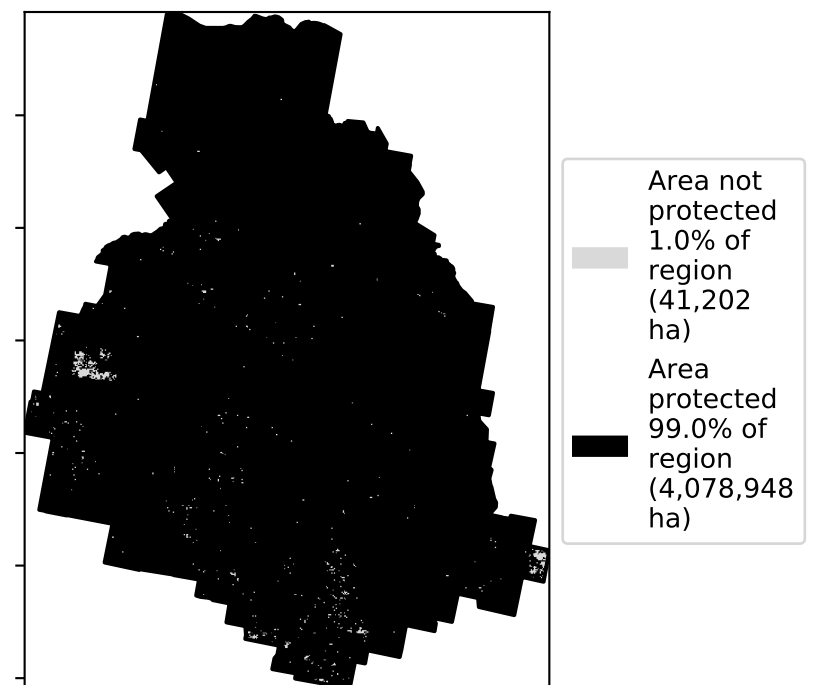 Area not
protected
1.0% of
region
(41,202
ha)
Area
protected
99.0% of
region
(4,078,948
ha)